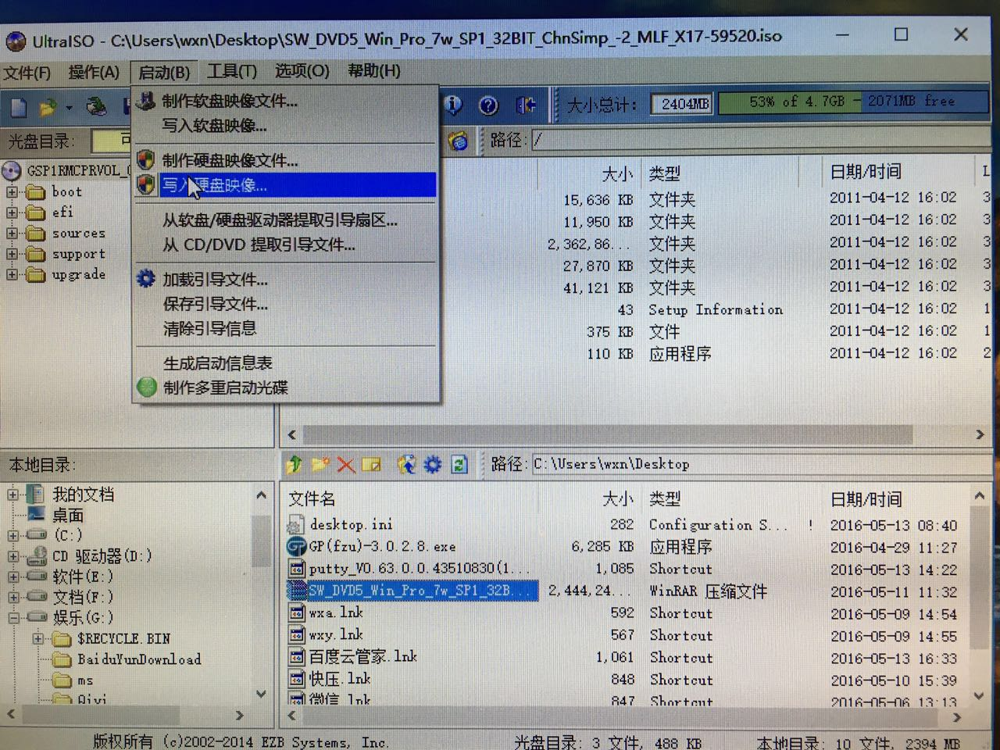 UltraISO - C:\Users\wxn\Desktop\SW_DVD5_Win_Pro_7w_SP1_32BIT_ChnSimp_-2_MLF_X17-59520.iso
文件(F) 操作(A) 启动(B) 工具(T) 选项(O) 帮助(H)
大小总计: 2404MB 53% of 4.7GB - 2071MB free
光盘目录: 路径: /
制作软盘映像文件...
写入软盘映像...
制作硬盘映像文件...
写入硬盘映像...
从软盘/硬盘驱动器提取引导扇区...
从 CD/DVD 提取引导文件...
加载引导文件...
保存引导文件...
清除引导信息
生成启动信息表
制作多重启动光碟
boot
efi
sources
support
upgrade
大小 类型 日期/时间
15,636 KB 文件夹 2011-04-12 16:02
11,950 KB 文件夹 2011-04-12 16:02
2,362,86... 文件夹 2011-04-12 16:02
27,870 KB 文件夹 2011-04-12 16:02
41,121 KB 文件夹 2011-04-12 16:02
43 Setup Information 2011-04-12 16:02
375 KB 文件 2011-04-12 16:02
110 KB 应用程序 2011-04-12 16:02
本地目录: 路径: C:\Users\wxn\Desktop
我的文档
桌面
(C:)
CD 驱动器(D:)
软件(E:)
文档(F:)
娱乐(G:)
$RECYCLE.BIN
BaiduYunDownload
ms
Qiyi
文件名 大小 类型 日期/时间
desktop.ini 282 Configuration S... ! 2016-05-13 08:40
GP(fzu)-3.0.2.8.exe 6,285 KB 应用程序 2016-04-29 11:27
putty_V0.63.0.0.43510830(1... 1,085 Shortcut 2016-05-13 14:22
SW_DVD5_Win_Pro_7w_SP1_32B... 2,444,24... WinRAR 压缩文件 2016-05-11 11:32
wxa.lnk 592 Shortcut 2016-05-09 14:54
wxy.lnk 567 Shortcut 2016-05-09 14:55
百度云管家.lnk 1,061 Shortcut 2016-05-13 16:33
快压.lnk 848 Shortcut 2016-05-10 15:39
微信.lnk 847 Shortcut 2016-05-06 13:13
版权所有 (c)2002-2014 EZB Systems, Inc. 光盘目录: 3 文件, 488 KB 本地目录: 10 文件, 2394 MB